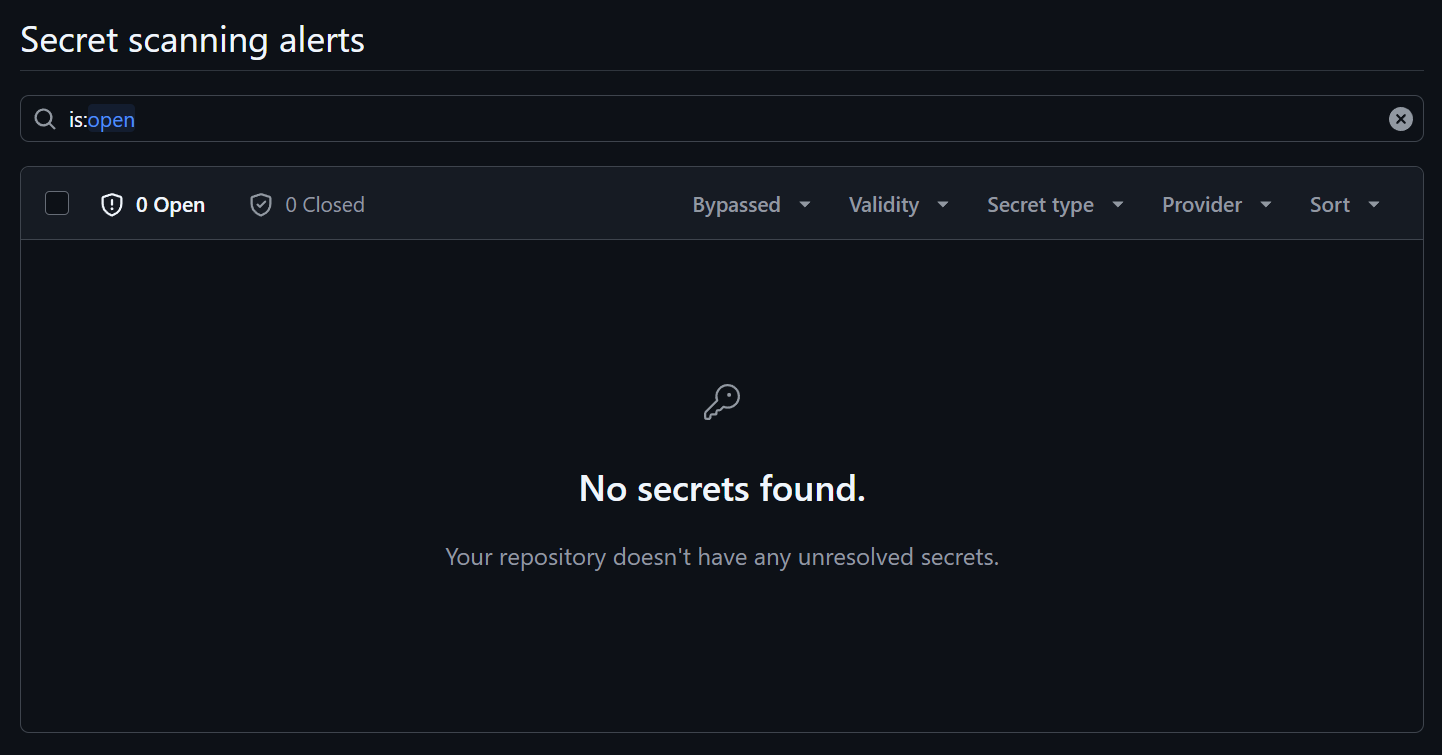 Secret scanning alerts
is:open
0 Open 0 Closed Bypassed Validity Secret type Provider Sort
No secrets found.
Your repository doesn't have any unresolved secrets.